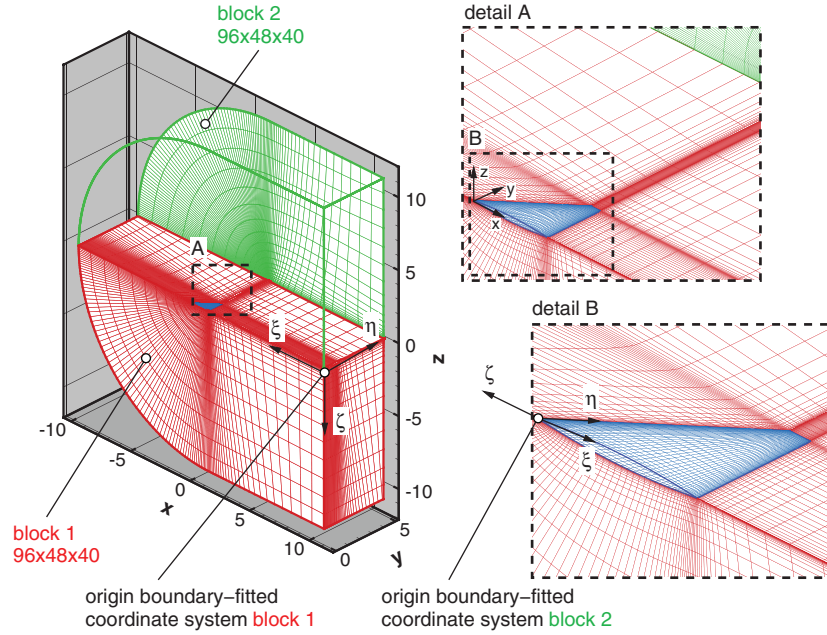 block 2
96x48x40
detail A
B
z
y
x
A
ξ
η
ζ
10
5
0
-5
-10
z
-10
-5
0
5
10
x
0
5
y
detail B
ζ
η
ξ
block 1
96x48x40
origin boundary–fitted
coordinate system block 1
origin boundary–fitted
coordinate system block 2